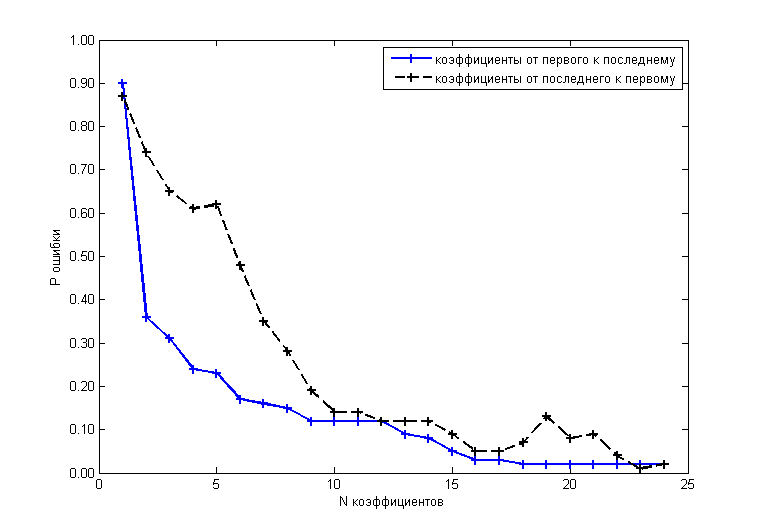 1.00
0.90
0.80
0.70
0.60
0.50
0.40
0.30
0.20
0.10
0.00
P ошибки
коэффициенты от первого к последнему
коэффициенты от последнего к первому
0 5 10 15 20 25
N коэффициентов